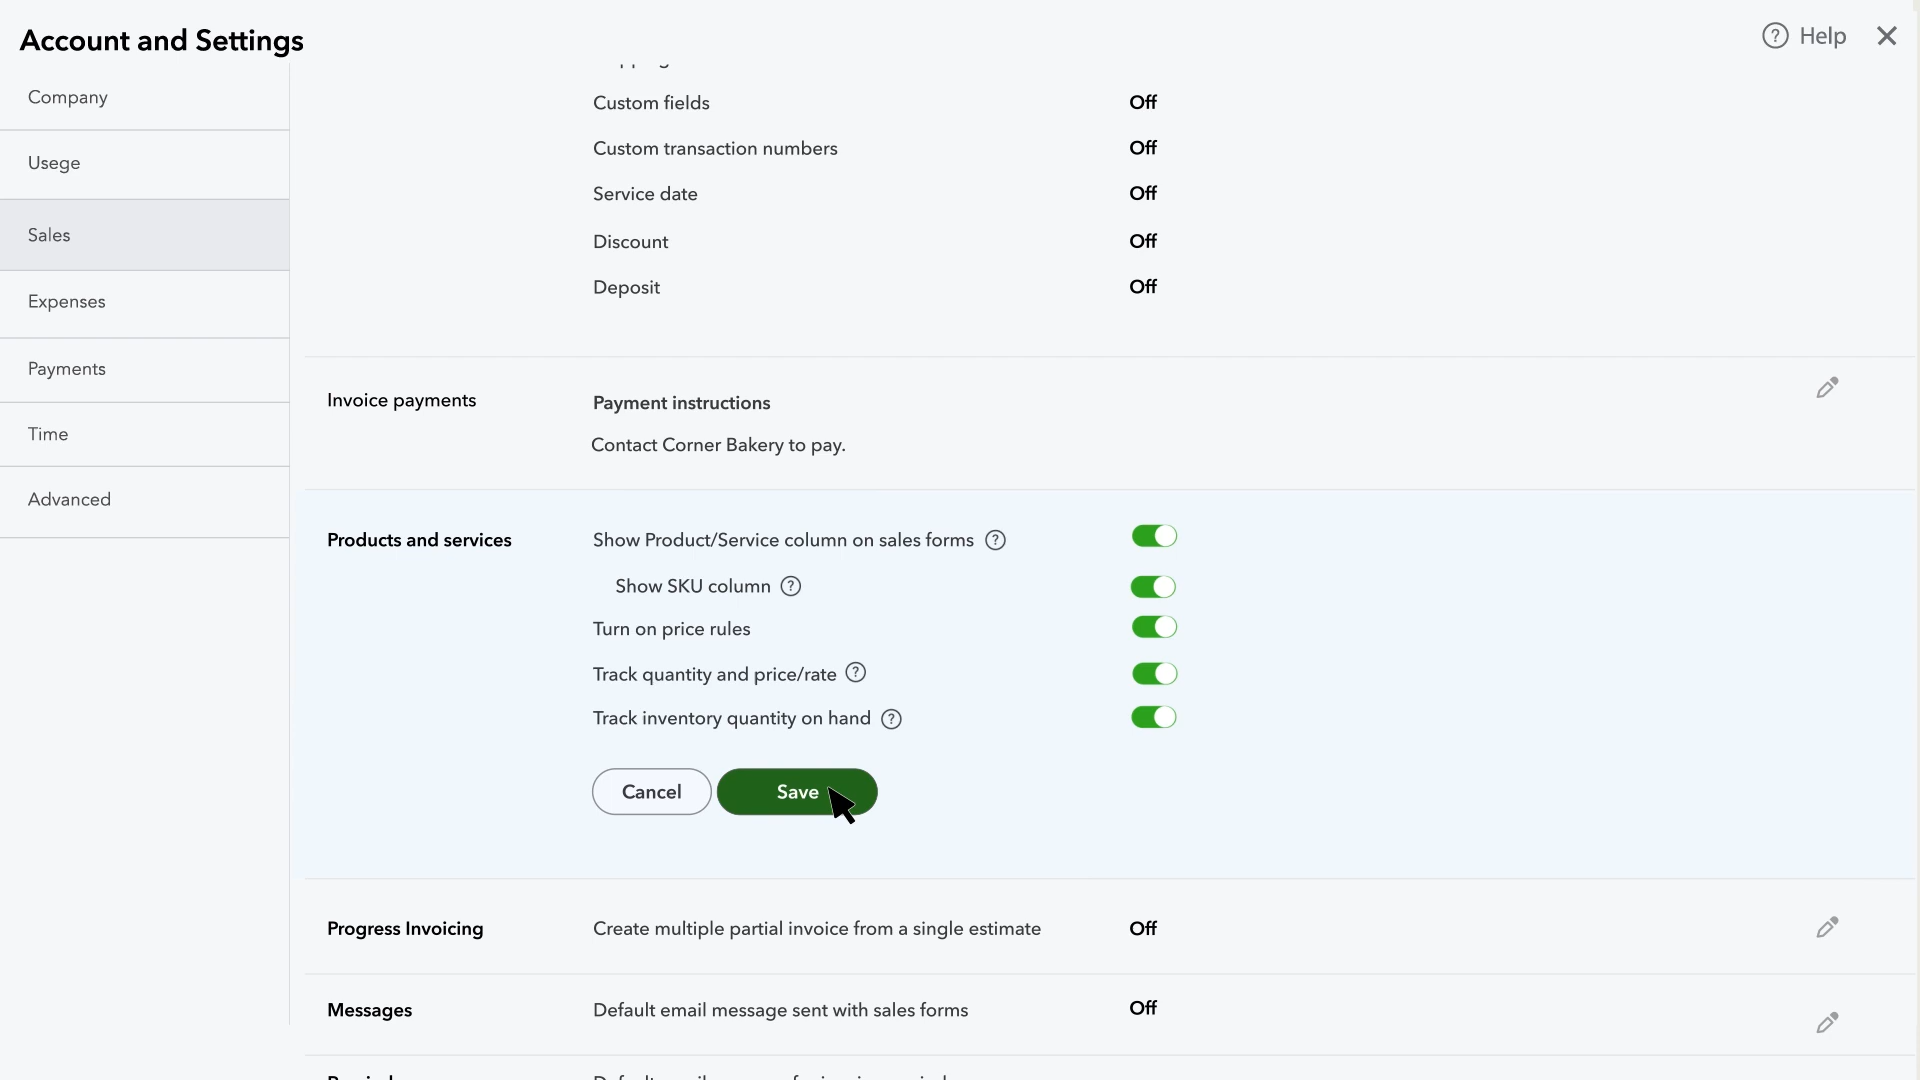 Account and Settings
? Help
Company
Usege
Sales
Expenses
Payments
Time
Advanced
Custom fields Off
Custom transaction numbers Off
Service date Off
Discount Off
Deposit Off
Invoice payments
Payment instructions
Contact Corner Bakery to pay.
Products and services
Show Product/Service column on sales forms ?
Show SKU column ?
Turn on price rules
Track quantity and price/rate ?
Track inventory quantity on hand ?
Cancel
Save
Progress Invoicing
Create multiple partial invoice from a single estimate Off
Messages
Default email message sent with sales forms Off